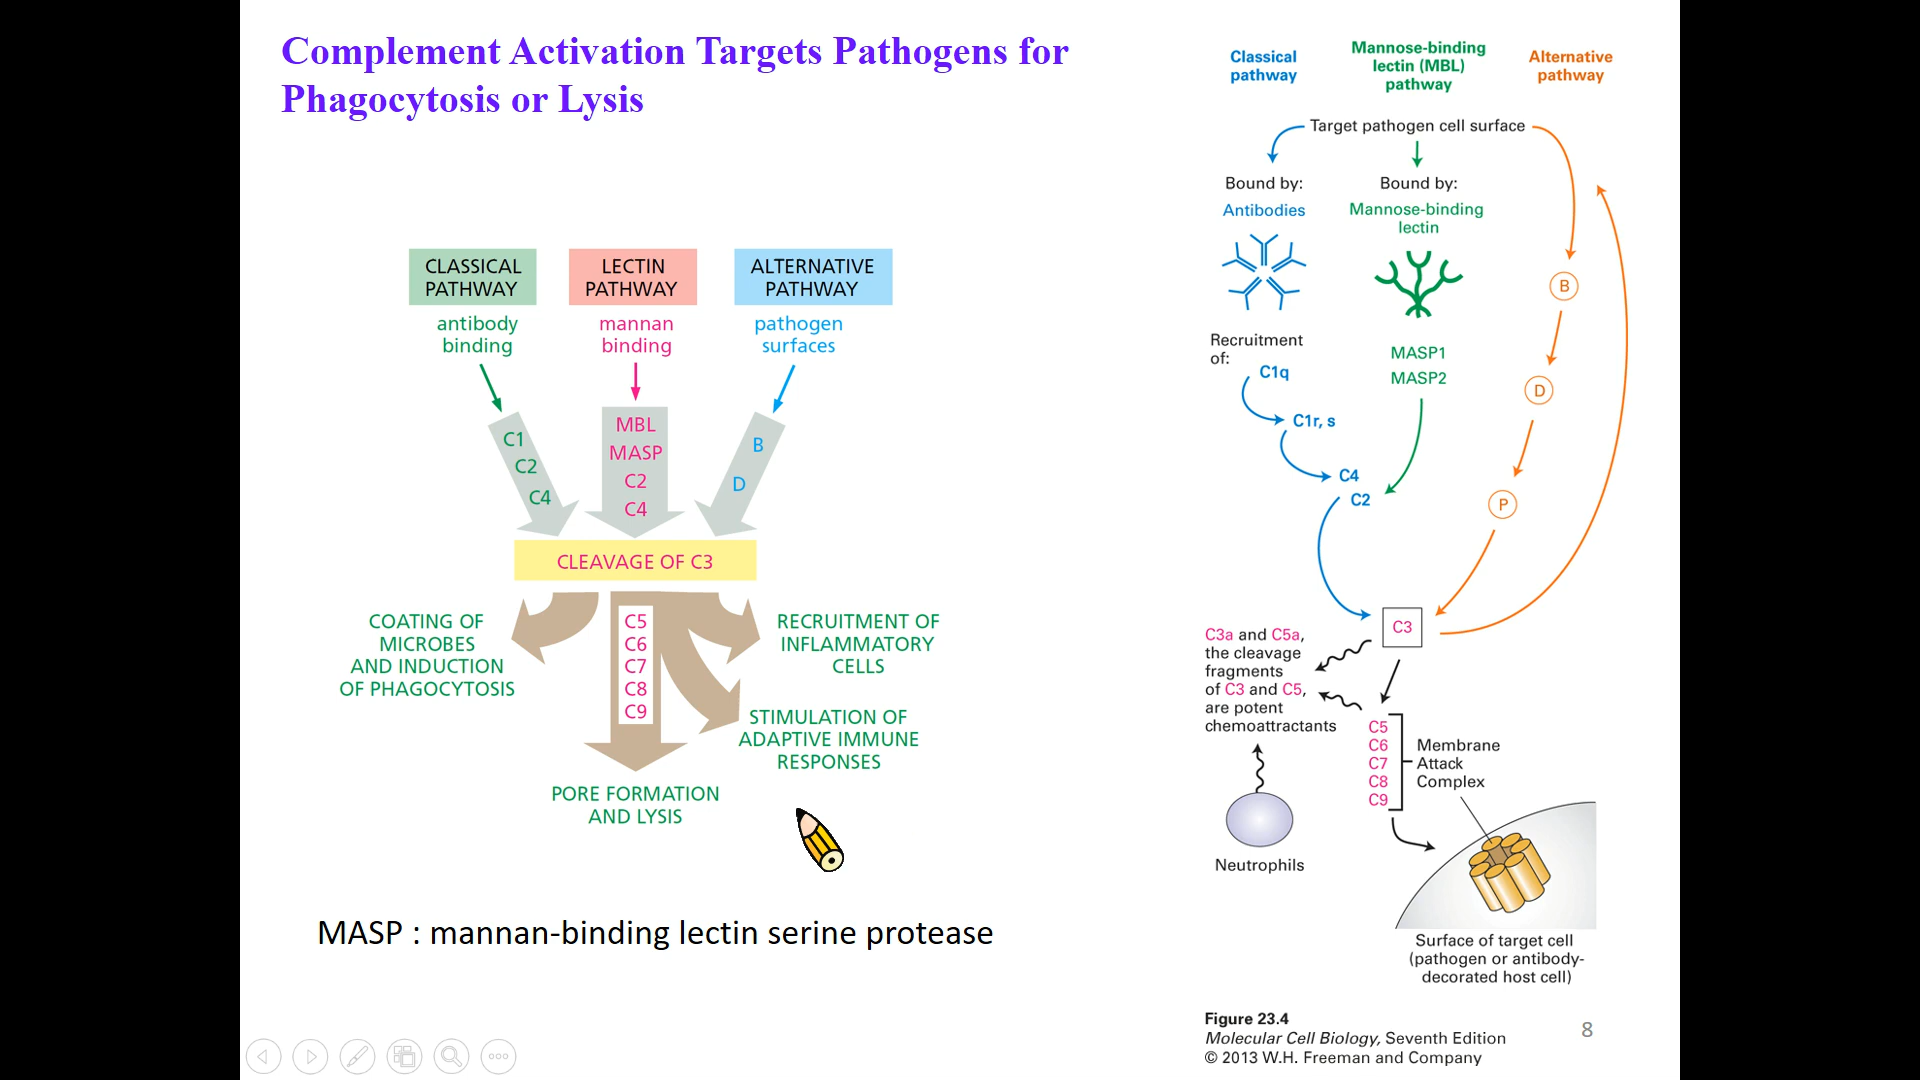 Complement Activation Targets Pathogens for
Phagocytosis or Lysis
CLASSICAL
PATHWAY
antibody
binding
C1
C2
C4
LECTIN
PATHWAY
mannan
binding
MBL
MASP
C2
C4
ALTERNATIVE
PATHWAY
pathogen
surfaces
B
D
CLEAVAGE OF C3
COATING OF
MICROBES
AND INDUCTION
OF PHAGOCYTOSIS
C5
C6
C7
C8
C9
RECRUITMENT OF
INFLAMMATORY
CELLS
STIMULATION OF
ADAPTIVE IMMUNE
RESPONSES
PORE FORMATION
AND LYSIS
MASP : mannan-binding lectin serine protease
Classical
pathway
Mannose-binding
lectin (MBL)
pathway
Alternative
pathway
Target pathogen cell surface
Bound by:
Antibodies
Bound by:
Mannose-binding
lectin
Recruitment
of:
C1q
C1r, s
C4
C2
MASP1
MASP2
B
D
P
C3
C3a and C5a,
the cleavage
fragments
of C3 and C5,
are potent
chemoattractants
C5
C6
C7
C8
C9
Membrane
Attack
Complex
Neutrophils
Surface of target cell
(pathogen or antibody-
decorated host cell)
Figure 23.4
Molecular Cell Biology, Seventh Edition
© 2013 W.H. Freeman and Company
8